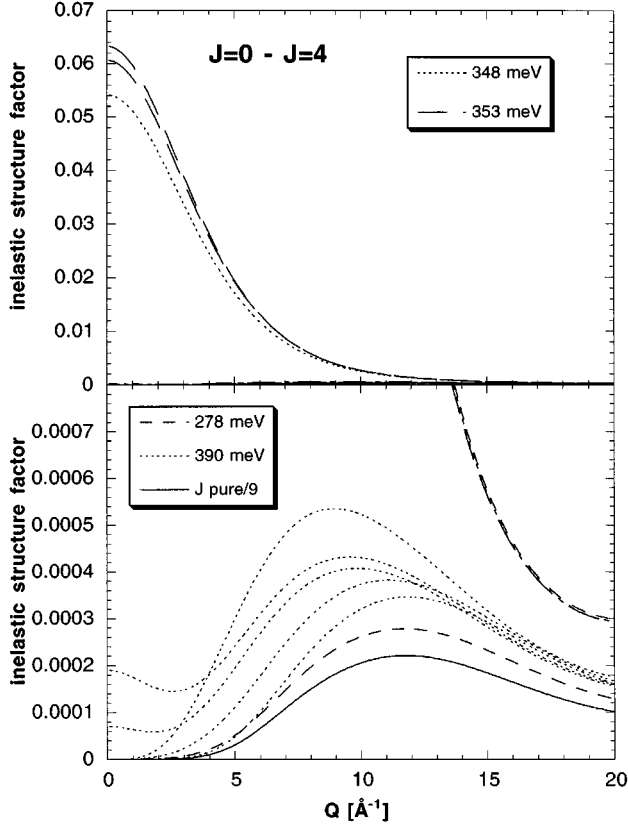 0.07
0.06
0.05
0.04
0.03
0.02
0.01
0
inelastic structure factor
J=0 - J=4
348 meV
353 meV
0.0007
0.0006
0.0005
0.0004
0.0003
0.0002
0.0001
0
inelastic structure factor
278 meV
390 meV
J pure/9
0 5 10 15 20
Q [Å-1]